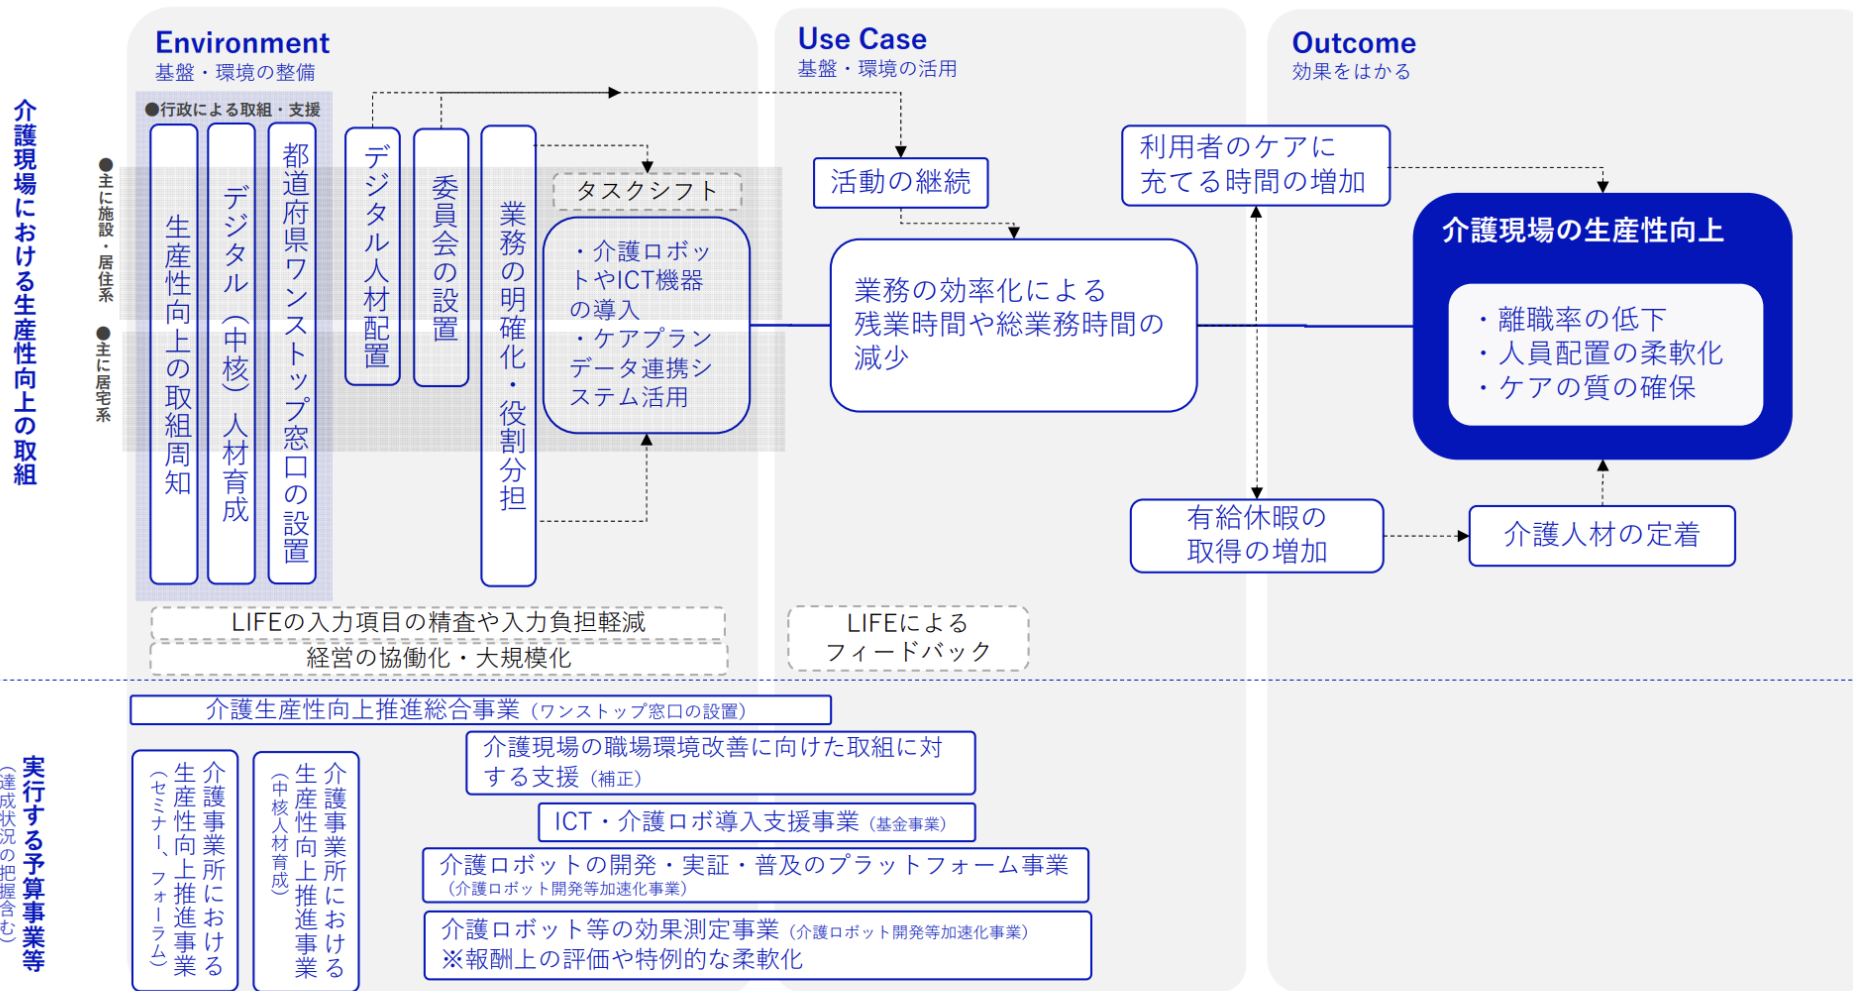 Environment
基盤・環境の整備
Use Case
基盤・環境の活用
Outcome
効果をはかる
介護現場における生産性向上の取組
●主に施設・居住系
●主に居宅系
●行政による取組・支援
生産性向上の取組周知
デジタル（中核）人材育成
都道府県ワンストップ窓口の設置
デジタル人材配置
委員会の設置
業務の明確化・役割分担
タスクシフト
・介護ロボッ
トやICT機器
の導入
・ケアプラン
データ連携シ
ステム活用
活動の継続
業務の効率化による
残業時間や総業務時間の
減少
利用者のケアに
充てる時間の増加
有給休暇の
取得の増加
介護現場の生産性向上
・離職率の低下
・人員配置の柔軟化
・ケアの質の確保
介護人材の定着
LIFEの入力項目の精査や入力負担軽減
経営の協働化・大規模化
LIFEによる
フィードバック
実行する予算事業等
（達成状況の把握含む）
介護生産性向上推進総合事業（ワンストップ窓口の設置）
介護事業所における
生産性向上推進事業
（セミナー、フォーラム）
介護事業所における
生産性向上推進事業
（中核人材育成）
介護現場の職場環境改善に向けた取組に対
する支援（補正）
ICT・介護ロボ導入支援事業（基金事業）
介護ロボットの開発・実証・普及のプラットフォーム事業
（介護ロボット開発等加速化事業）
介護ロボット等の効果測定事業（介護ロボット開発等加速化事業）
※報酬上の評価や特例的な柔軟化